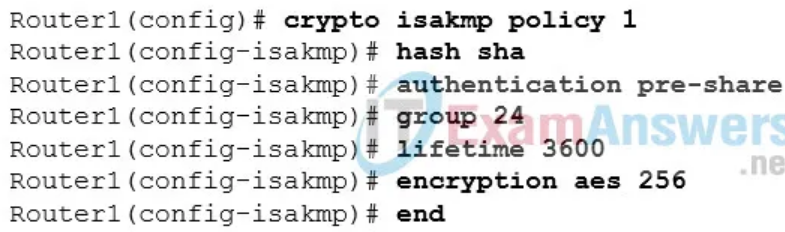 Router1(config)# crypto isakmp policy 1
Router1(config-isakmp)# hash sha
Router1(config-isakmp)# authentication pre-share
Router1(config-isakmp)# group 24
Router1(config-isakmp)# lifetime 3600
Router1(config-isakmp)# encryption aes 256
Router1(config-isakmp)# end
ITExamAnswers
.ne